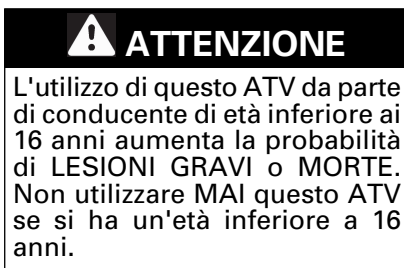 ATTENZIONE
L'utilizzo di questo ATV da parte
di conducente di età inferiore ai
16 anni aumenta la probabilità
di LESIONI GRAVI o MORTE.
Non utilizzare MAI questo ATV
se si ha un'età inferiore a 16
anni.